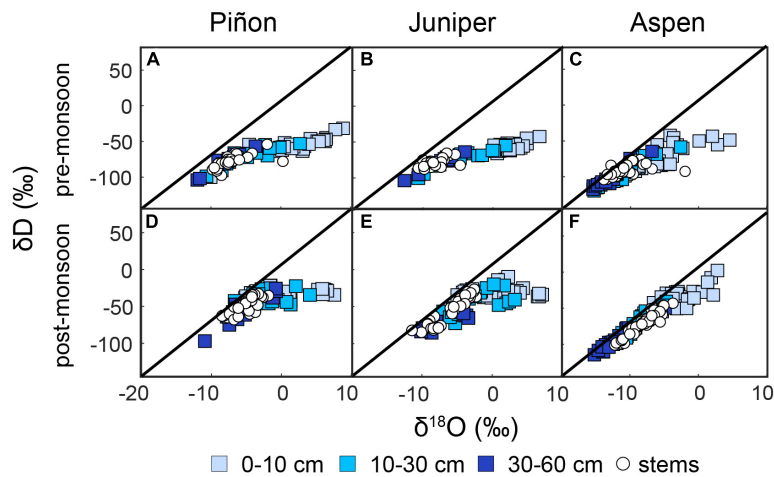 Piñon Juniper Aspen
pre-monsoon
post-monsoon
δD (‰)
A B C
50
0
-50
-100
D E F
50
0
-50
-100
-20 -10 0 10 -10 0 10 -10 0 10
δ18O (‰)
0-10 cm 10-30 cm 30-60 cm stems